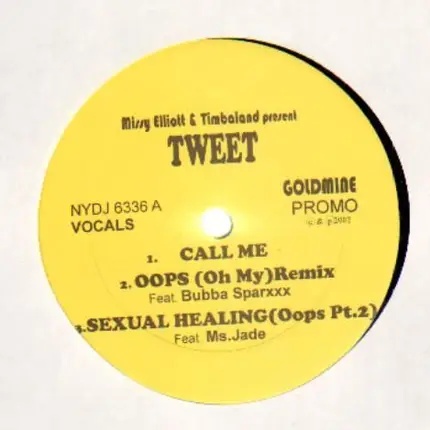 Missy Elliott & Timbaland present
TWEET
GOLDMINE
NYDJ 6336 A
PROMO
VOCALS
1. CALL ME
2. OOPS (Oh My) Remix
Feat. Bubba Sparxxx
3. SEXUAL HEALING (Oops Pt.2)
Feat Ms.Jade